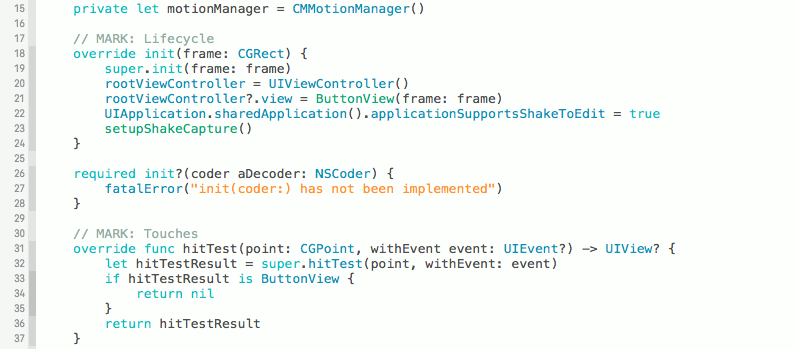 15 private let motionManager = CMMotionManager()
16
17 // MARK: Lifecycle
18 override init(frame: CGRect) {
19 super.init(frame: frame)
20 rootViewController = UIViewController()
21 rootViewController?.view = ButtonView(frame: frame)
22 UIApplication.sharedApplication().applicationSupportsShakeToEdit = true
23 setupShakeCapture()
24 }
25
26 required init?(coder aDecoder: NSCoder) {
27 fatalError("init(coder:) has not been implemented")
28 }
29
30 // MARK: Touches
31 override func hitTest(point: CGPoint, withEvent event: UIEvent?) -> UIView? {
32 let hitTestResult = super.hitTest(point, withEvent: event)
33 if hitTestResult is ButtonView {
34 return nil
35 }
36 return hitTestResult
37 }